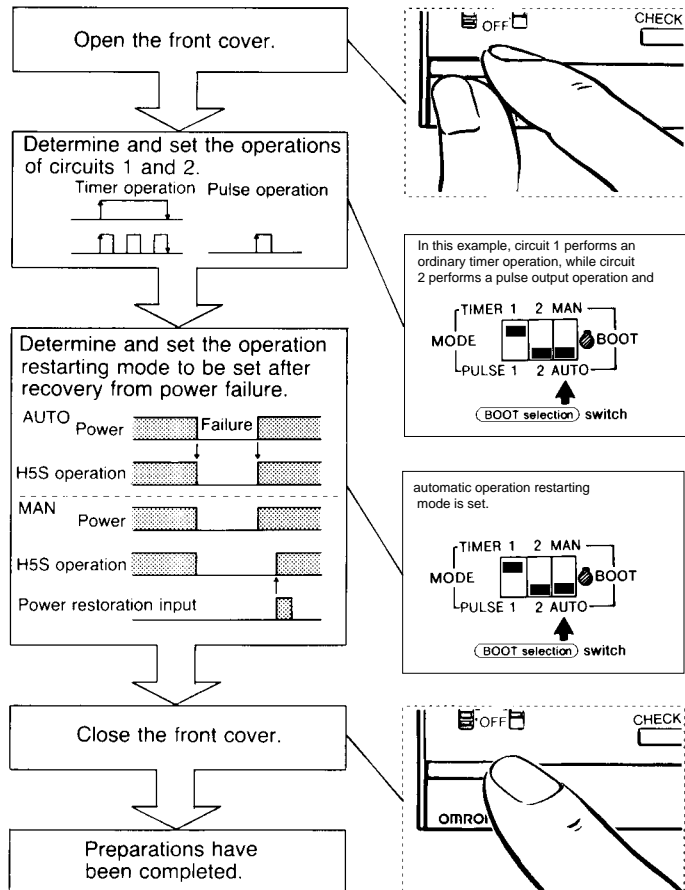 Open the front cover.
OFF
CHECK
Determine and set the operations
of circuits 1 and 2.
Timer operation Pulse operation
In this example, circuit 1 performs an
ordinary timer operation, while circuit
2 performs a pulse output operation and
TIMER 1 2 MAN
MODE BOOT
PULSE 1 2 AUTO
BOOT selection switch
Determine and set the operation
restarting mode to be set after
recovery from power failure.
AUTO Power Failure
H5S operation
MAN Power
H5S operation
Power restoration input
automatic operation restarting
mode is set.
TIMER 1 2 MAN
MODE BOOT
PULSE 1 2 AUTO
BOOT selection switch
Close the front cover.
OFF
CHECK
OMRO
Preparations have
been completed.